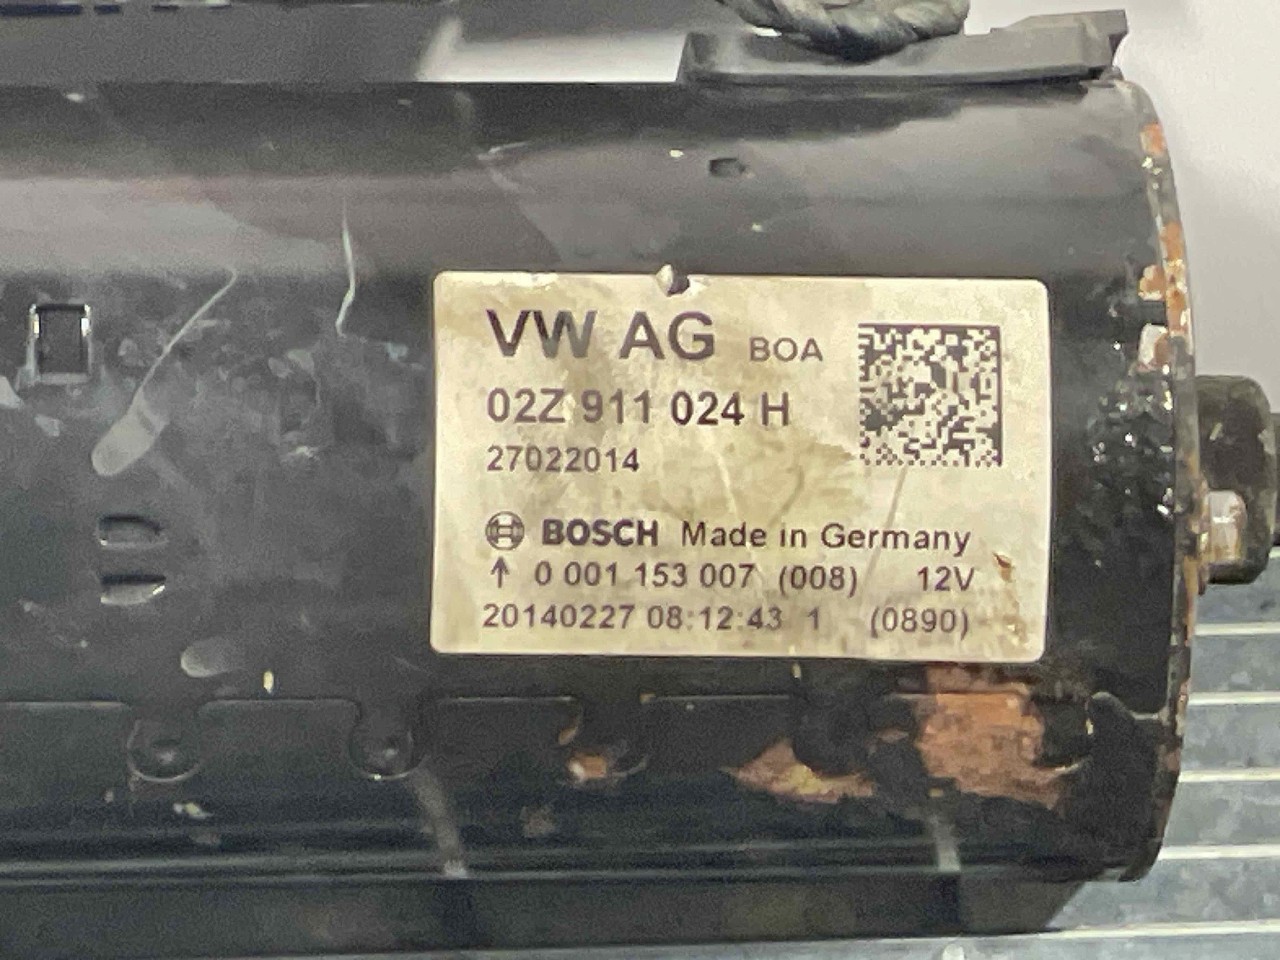 VW AG BOA
02Z 911 024 H
27022014
BOSCH Made in Germany
↑ 0 001 153 007 (008) 12V
20140227 08:12:43 1 (0890)